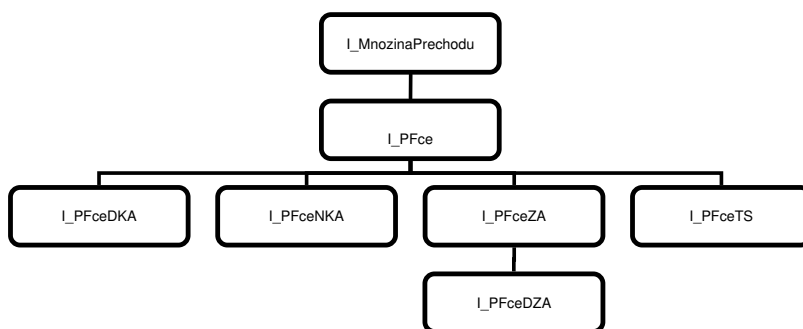 I_MnozinaPrechodu
I_PFce
I_PFceDKA
I_PFceNKA
I_PFceZA
I_PFceTS
I_PFceDZA